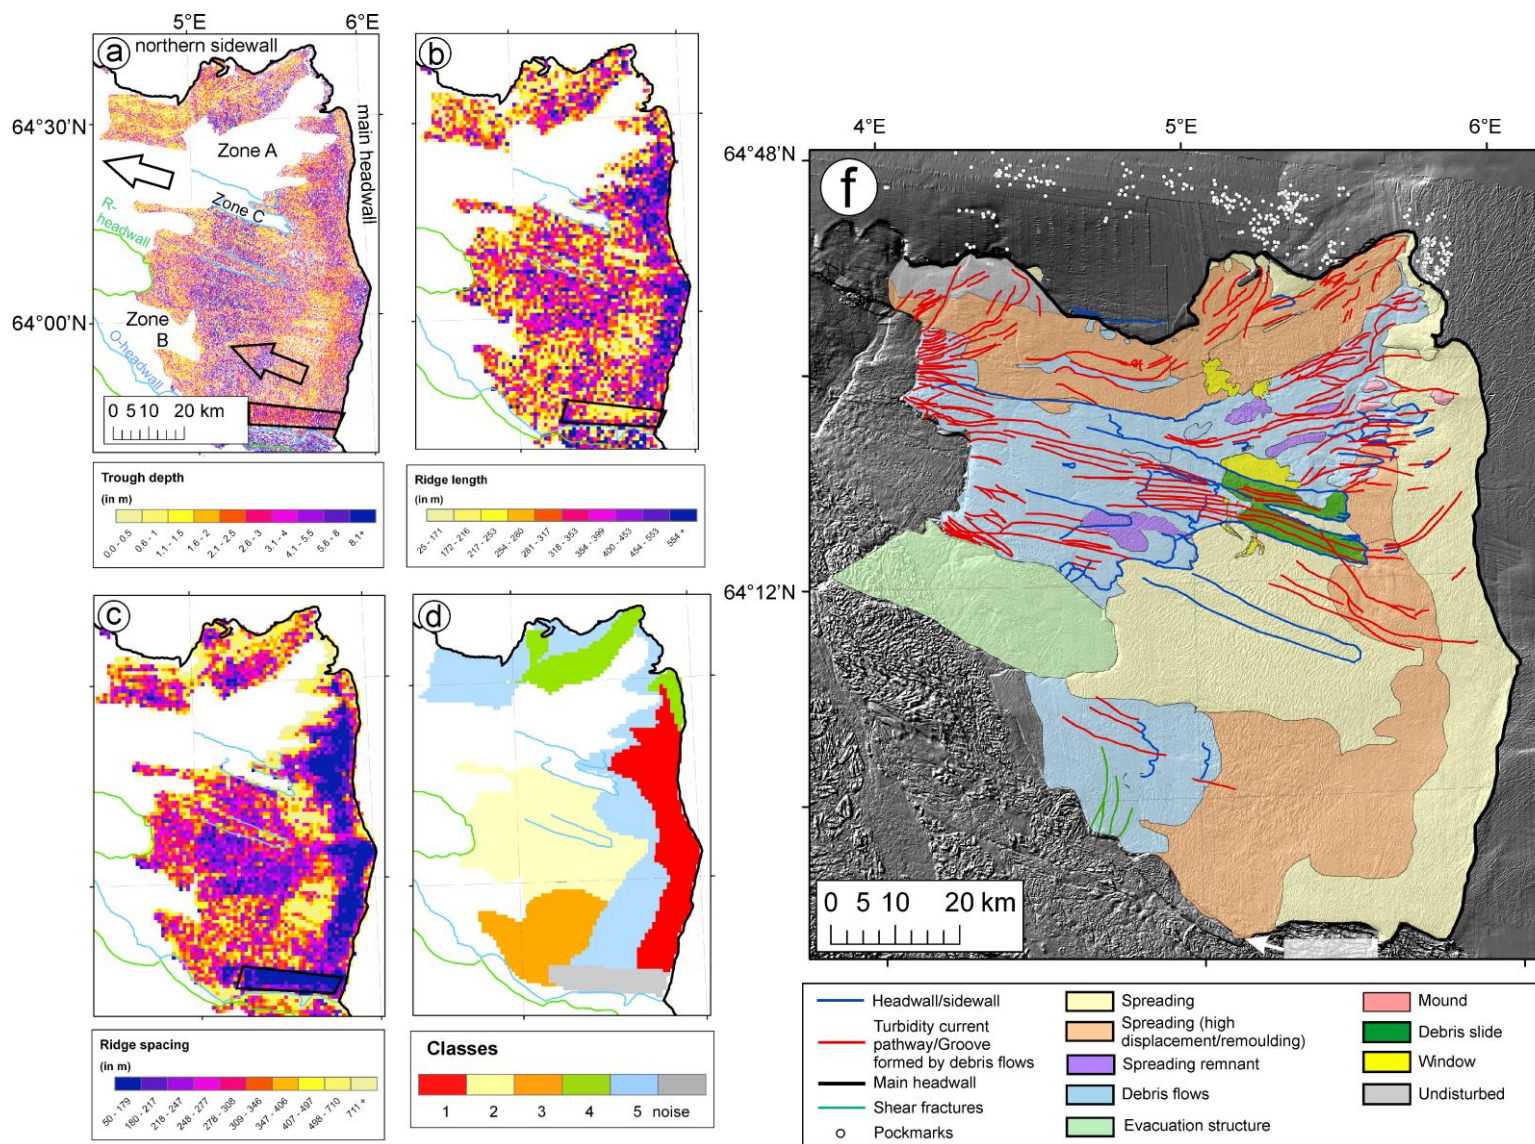 5°E
6°E
a
northern sidewall
main headwall
64°30'N
Zone A
R-
headwall
Zone C
64°00'N
Zone
B
O-headwall
0 5 10 20 km
Trough depth
(in m)
0.0 - 0.5
0.6 - 1
1.1 - 1.5
1.6 - 2
2.1 - 2.5
2.6 - 3
3.1 - 4
4.1 - 5.5
5.6 - 8
8.1+
b
Ridge length
(in m)
25 - 171
172 - 216
217 - 253
254 - 280
281 - 317
318 - 353
354 - 399
400 - 453
454 - 553
554 +
c
Ridge spacing
(in m)
50 - 179
180 - 217
218 - 247
248 - 277
278 - 308
309 - 346
347 - 406
407 - 497
498 - 710
711 +
d
Classes
1 2 3 4 5 noise
4°E
5°E
6°E
64°48'N
f
64°12'N
0 5 10 20 km
Headwall/sidewall
Turbidity current
pathway/Groove
formed by debris flows
Main headwall
Shear fractures
Pockmarks
Spreading
Spreading (high
displacement/remoulding)
Spreading remnant
Debris flows
Evacuation structure
Mound
Debris slide
Window
Undisturbed